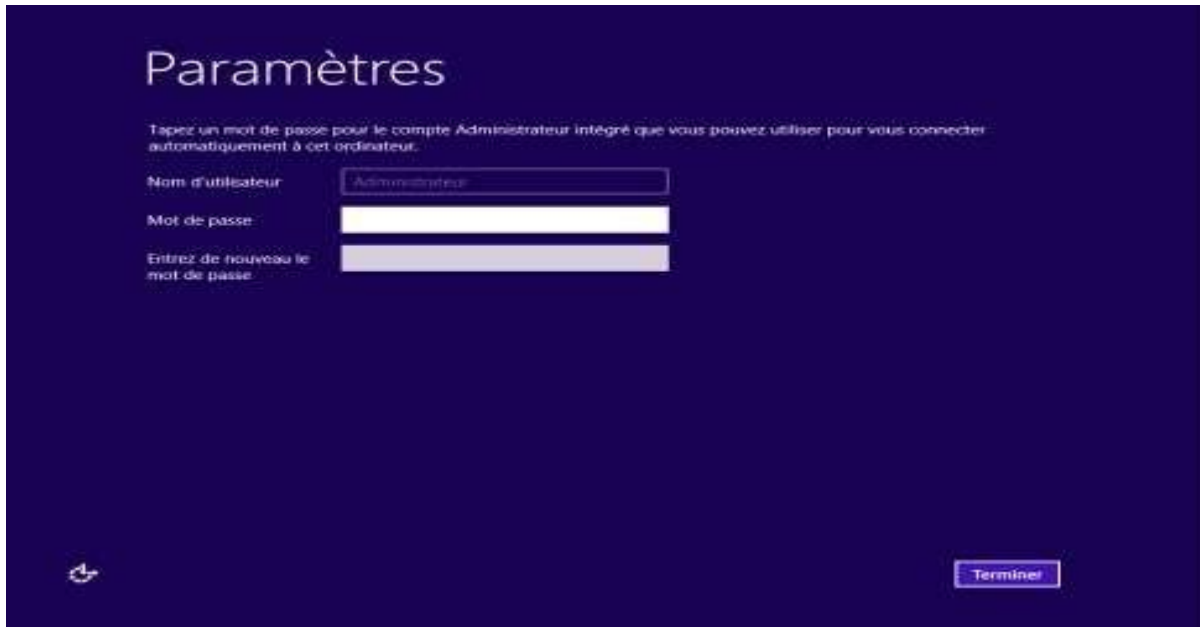 Paramètres
Tapez un mot de passe pour le compte Administrateur intégré que vous pouvez utiliser pour vous connecter
automatiquement à cet ordinateur.
Nom d'utilisateur
Administrateur
Mot de passe
Entrez de nouveau le
mot de passe
Terminer